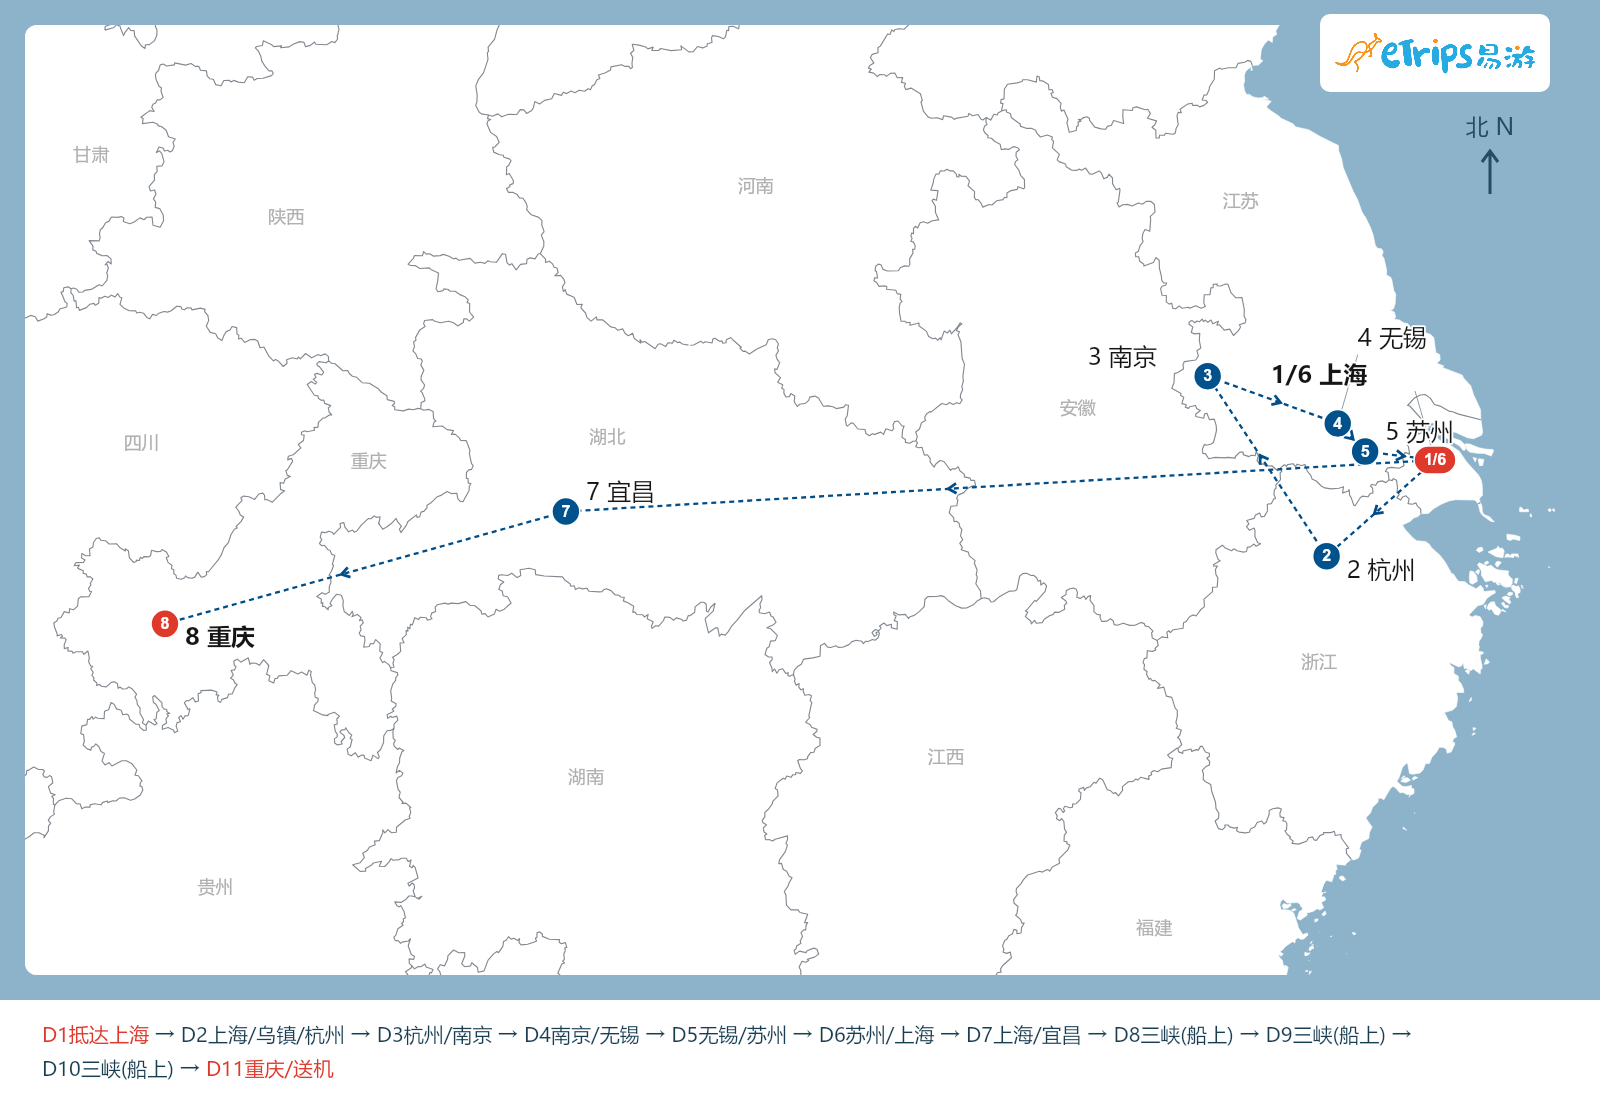 eTrips易游
北 N
甘肃
陕西
河南
江苏
4 无锡
3 南京
1/6 上海
安徽
3
4
5 苏州
5
1/6
四川
重庆
湖北
7 宜昌
7
2
2 杭州
8
8 重庆
浙江
江西
湖南
贵州
福建
D1抵达上海 → D2上海/乌镇/杭州 → D3杭州/南京 → D4南京/无锡 → D5无锡/苏州 → D6苏州/上海 → D7上海/宜昌 → D8三峡(船上) → D9三峡(船上) →
D10三峡(船上) → D11重庆/送机